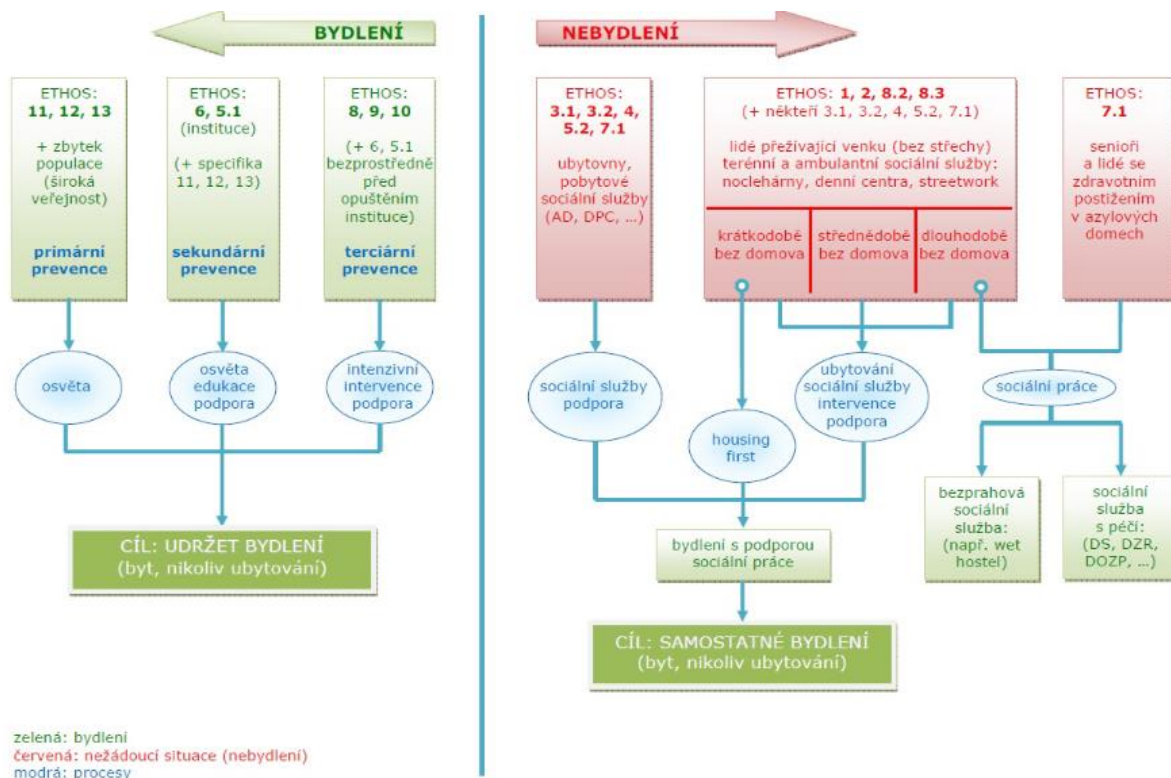 BYDLENÍ
NEBYDLENÍ
ETHOS:
11, 12, 13
+ zbytek
populace
(široká
veřejnost)
primární
prevence
ETHOS:
6, 5.1
(instituce)
(+ specifika
11, 12, 13)
sekundární
prevence
ETHOS:
8, 9, 10
(+ 6, 5.1
bezprostředně
před
opuštěním
instituce)
terciární
prevence
ETHOS:
3.1, 3.2, 4,
5.2, 7.1
ubytovny,
pobytové
sociální služby
(AD, DPC, ...)
ETHOS: 1, 2, 8.2, 8.3
(+ někteří 3.1, 3.2, 4, 5.2, 7.1)
lidé přežívající venku (bez střechy)
terénní a ambulantní sociální služby:
noclehárny, denní centra, streetwork
krátkodobě
bez domova
střednědobě
bez domova
dlouhodobě
bez domova
ETHOS:
7.1
senioři
a lidé se
zdravotním
postižením
v azylových
domech
osvěta
osvěta
edukace
podpora
intenzivní
intervence
podpora
sociální služby
podpora
housing
first
ubytování
sociální služby
intervence
podpora
sociální práce
CÍL: UDRŽET BYDLENÍ
(byt, nikoliv ubytování)
bydlení s podporou
sociální práce
bezprahová
sociální
služba:
(např. wet
hostel)
sociální
služba
s péčí:
(DS, DZR,
DOZP, ...)
CÍL: SAMOSTATNÉ BYDLENÍ
(byt, nikoliv ubytování)
zelená: bydlení
červená: nežádoucí situace (nebydlení)
modrá: procesy